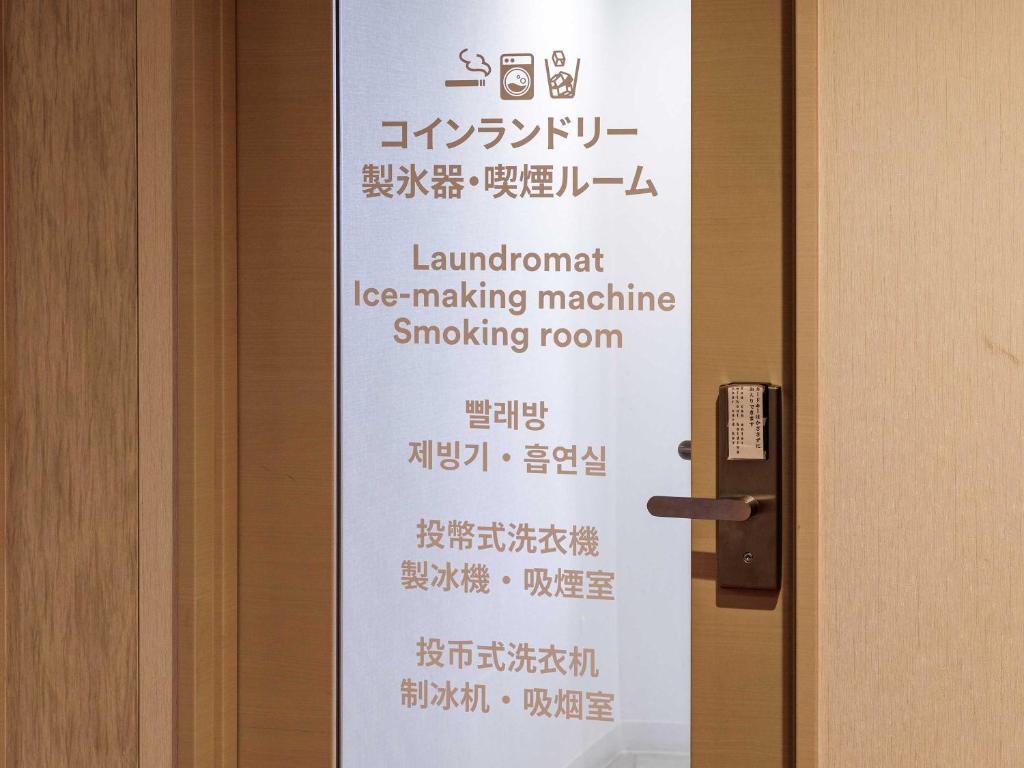 コインランドリー
製氷器・喫煙ルーム
Laundromat
Ice-making machine
Smoking room
빨래방
제빙기・흡연실
投幣式洗衣機
製冰機・吸煙室
投币式洗衣机
制冰机・吸烟室